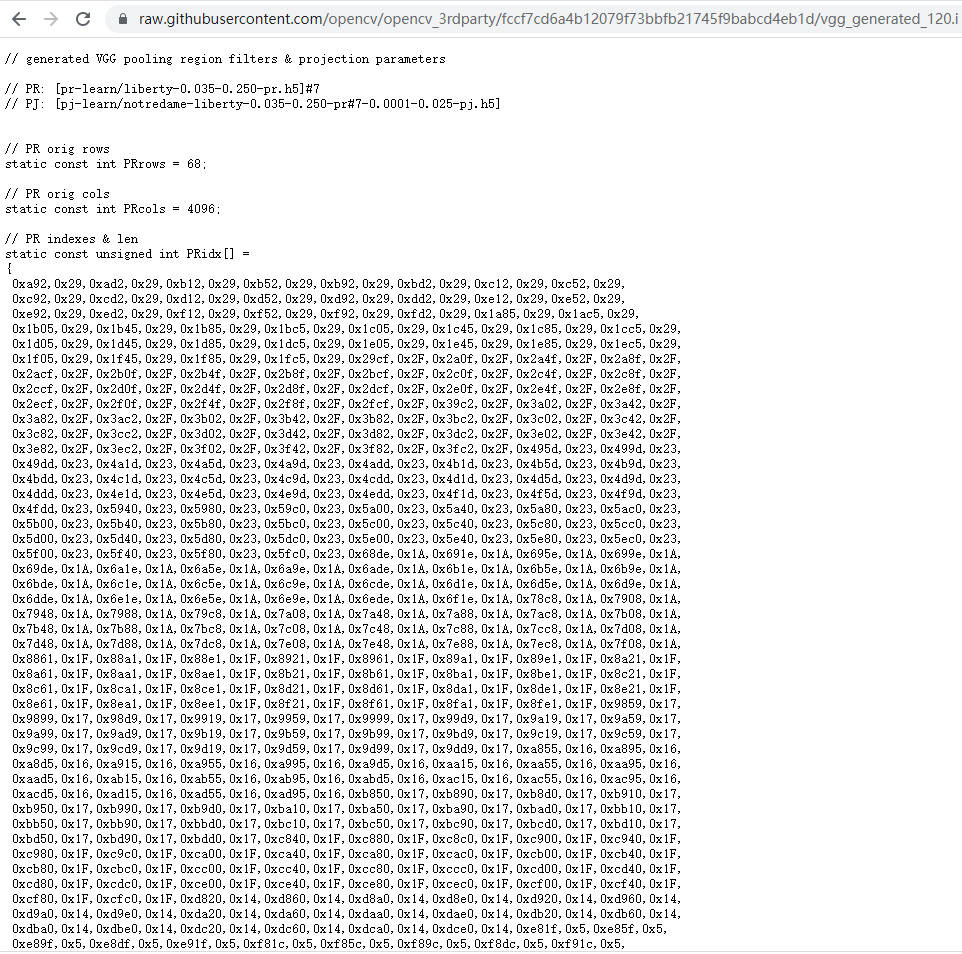 raw.githubusercontent.com/opencv/opencv_3rdparty/fccf7cd6a4b12079f73bbfb21745f9babcd4eb1d/vgg_generated_120.i
// generated VGG pooling region filters & projection parameters
// PR: [pr-learn/liberty-0.035-0.250-pr.h5]#7
// PJ: [pj-learn/notredame-liberty-0.035-0.250-pr#7-0.0001-0.025-pj.h5]
// PR orig rows
static const int PRrows = 68;
// PR orig cols
static const int PRcols = 4096;
// PR indexes & len
static const unsigned int PRidx[] =
{
0xa92,0x29,0xad2,0x29,0xb12,0x29,0xb52,0x29,0xb92,0x29,0xbd2,0x29,0xc12,0x29,0xc52,0x29,
0xc92,0x29,0xcd2,0x29,0xd12,0x29,0xd52,0x29,0xd92,0x29,0xdd2,0x29,0xe12,0x29,0xe52,0x29,
0xe92,0x29,0xed2,0x29,0xf12,0x29,0xf52,0x29,0xf92,0x29,0xfd2,0x29,0x1a85,0x29,0x1ac5,0x29,
0x1b05,0x29,0x1b45,0x29,0x1b85,0x29,0x1bc5,0x29,0x1c05,0x29,0x1c45,0x29,0x1c85,0x29,0x1cc5,0x29,
0x1d05,0x29,0x1d45,0x29,0x1d85,0x29,0x1dc5,0x29,0x1e05,0x29,0x1e45,0x29,0x1e85,0x29,0x1ec5,0x29,
0x1f05,0x29,0x1f45,0x29,0x1f85,0x29,0x1fc5,0x29,0x29cf,0x2F,0x2a0f,0x2F,0x2a4f,0x2F,0x2a8f,0x2F,
0x2acf,0x2F,0x2b0f,0x2F,0x2b4f,0x2F,0x2b8f,0x2F,0x2bcf,0x2F,0x2c0f,0x2F,0x2c4f,0x2F,0x2c8f,0x2F,
0x2ccf,0x2F,0x2d0f,0x2F,0x2d4f,0x2F,0x2d8f,0x2F,0x2dcf,0x2F,0x2e0f,0x2F,0x2e4f,0x2F,0x2e8f,0x2F,
0x2ecf,0x2F,0x2f0f,0x2F,0x2f4f,0x2F,0x2f8f,0x2F,0x2fcf,0x2F,0x39c2,0x2F,0x3a02,0x2F,0x3a42,0x2F,
0x3a82,0x2F,0x3ac2,0x2F,0x3b02,0x2F,0x3b42,0x2F,0x3b82,0x2F,0x3bc2,0x2F,0x3c02,0x2F,0x3c42,0x2F,
0x3c82,0x2F,0x3cc2,0x2F,0x3d02,0x2F,0x3d42,0x2F,0x3d82,0x2F,0x3dc2,0x2F,0x3e02,0x2F,0x3e42,0x2F,
0x3e82,0x2F,0x3ec2,0x2F,0x3f02,0x2F,0x3f42,0x2F,0x3f82,0x2F,0x3fc2,0x2F,0x495d,0x23,0x499d,0x23,
0x49dd,0x23,0x4a1d,0x23,0x4a5d,0x23,0x4a9d,0x23,0x4add,0x23,0x4b1d,0x23,0x4b5d,0x23,0x4b9d,0x23,
0x4bdd,0x23,0x4c1d,0x23,0x4c5d,0x23,0x4c9d,0x23,0x4cdd,0x23,0x4d1d,0x23,0x4d5d,0x23,0x4d9d,0x23,
0x4ddd,0x23,0x4e1d,0x23,0x4e5d,0x23,0x4e9d,0x23,0x4edd,0x23,0x4f1d,0x23,0x4f5d,0x23,0x4f9d,0x23,
0x4fdd,0x23,0x5940,0x23,0x5980,0x23,0x59c0,0x23,0x5a00,0x23,0x5a40,0x23,0x5a80,0x23,0x5ac0,0x23,
0x5b00,0x23,0x5b40,0x23,0x5b80,0x23,0x5bc0,0x23,0x5c00,0x23,0x5c40,0x23,0x5c80,0x23,0x5cc0,0x23,
0x5d00,0x23,0x5d40,0x23,0x5d80,0x23,0x5dc0,0x23,0x5e00,0x23,0x5e40,0x23,0x5e80,0x23,0x5ec0,0x23,
0x5f00,0x23,0x5f40,0x23,0x5f80,0x23,0x5fc0,0x23,0x68de,0x1A,0x691e,0x1A,0x695e,0x1A,0x699e,0x1A,
0x69de,0x1A,0x6a1e,0x1A,0x6a5e,0x1A,0x6a9e,0x1A,0x6ade,0x1A,0x6b1e,0x1A,0x6b5e,0x1A,0x6b9e,0x1A,
0x6bde,0x1A,0x6c1e,0x1A,0x6c5e,0x1A,0x6c9e,0x1A,0x6cde,0x1A,0x6d1e,0x1A,0x6d5e,0x1A,0x6d9e,0x1A,
0x6dde,0x1A,0x6e1e,0x1A,0x6e5e,0x1A,0x6e9e,0x1A,0x6ede,0x1A,0x6f1e,0x1A,0x78c8,0x1A,0x7908,0x1A,
0x7948,0x1A,0x7988,0x1A,0x79c8,0x1A,0x7a08,0x1A,0x7a48,0x1A,0x7a88,0x1A,0x7ac8,0x1A,0x7b08,0x1A,
0x7b48,0x1A,0x7b88,0x1A,0x7bc8,0x1A,0x7c08,0x1A,0x7c48,0x1A,0x7c88,0x1A,0x7cc8,0x1A,0x7d08,0x1A,
0x7d48,0x1A,0x7d88,0x1A,0x7dc8,0x1A,0x7e08,0x1A,0x7e48,0x1A,0x7e88,0x1A,0x7ec8,0x1A,0x7f08,0x1A,
0x8861,0x1F,0x88a1,0x1F,0x88e1,0x1F,0x8921,0x1F,0x8961,0x1F,0x89a1,0x1F,0x89e1,0x1F,0x8a21,0x1F,
0x8a61,0x1F,0x8aa1,0x1F,0x8ae1,0x1F,0x8b21,0x1F,0x8b61,0x1F,0x8ba1,0x1F,0x8be1,0x1F,0x8c21,0x1F,
0x8c61,0x1F,0x8ca1,0x1F,0x8ce1,0x1F,0x8d21,0x1F,0x8d61,0x1F,0x8da1,0x1F,0x8de1,0x1F,0x8e21,0x1F,
0x8e61,0x1F,0x8ea1,0x1F,0x8ee1,0x1F,0x8f21,0x1F,0x8f61,0x1F,0x8fa1,0x1F,0x8fe1,0x1F,0x9859,0x17,
0x9899,0x17,0x98d9,0x17,0x9919,0x17,0x9959,0x17,0x9999,0x17,0x99d9,0x17,0x9a19,0x17,0x9a59,0x17,
0x9a99,0x17,0x9ad9,0x17,0x9b19,0x17,0x9b59,0x17,0x9b99,0x17,0x9bd9,0x17,0x9c19,0x17,0x9c59,0x17,
0x9c99,0x17,0x9cd9,0x17,0x9d19,0x17,0x9d59,0x17,0x9d99,0x17,0x9dd9,0x17,0xa855,0x16,0xa895,0x16,
0xa8d5,0x16,0xa915,0x16,0xa955,0x16,0xa995,0x16,0xa9d5,0x16,0xaa15,0x16,0xaa55,0x16,0xaa95,0x16,
0xaad5,0x16,0xab15,0x16,0xab55,0x16,0xab95,0x16,0xabd5,0x16,0xac15,0x16,0xac55,0x16,0xac95,0x16,
0xacd5,0x16,0xad15,0x16,0xad55,0x16,0xad95,0x16,0xb850,0x17,0xb890,0x17,0xb8d0,0x17,0xb910,0x17,
0xb950,0x17,0xb990,0x17,0xb9d0,0x17,0xba10,0x17,0xba50,0x17,0xba90,0x17,0xbad0,0x17,0xbb10,0x17,
0xbb50,0x17,0xbb90,0x17,0xbbd0,0x17,0xbc10,0x17,0xbc50,0x17,0xbc90,0x17,0xbcd0,0x17,0xbd10,0x17,
0xbd50,0x17,0xbd90,0x17,0xbdd0,0x17,0xc840,0x1F,0xc880,0x1F,0xc8c0,0x1F,0xc900,0x1F,0xc940,0x1F,
0xc980,0x1F,0xc9c0,0x1F,0xca00,0x1F,0xca40,0x1F,0xca80,0x1F,0xcac0,0x1F,0xcb00,0x1F,0xcb40,0x1F,
0xcb80,0x1F,0xcbc0,0x1F,0xcc00,0x1F,0xcc40,0x1F,0xcc80,0x1F,0xccc0,0x1F,0xcd00,0x1F,0xcd40,0x1F,
0xcd80,0x1F,0xcdc0,0x1F,0xce00,0x1F,0xce40,0x1F,0xce80,0x1F,0xcec0,0x1F,0xcf00,0x1F,0xcf40,0x1F,
0xcf80,0x1F,0xcfc0,0x1F,0xd820,0x14,0xd860,0x14,0xd8a0,0x14,0xd8e0,0x14,0xd920,0x14,0xd960,0x14,
0xd9a0,0x14,0xd9e0,0x14,0xda20,0x14,0xda60,0x14,0xdaa0,0x14,0xdae0,0x14,0xdb20,0x14,0xdb60,0x14,
0xdba0,0x14,0xdbe0,0x14,0xdc20,0x14,0xdc60,0x14,0xdca0,0x14,0xdce0,0x14,0xe81f,0x5,0xe85f,0x5,
0xe89f,0x5,0xe8df,0x5,0xe91f,0x5,0xf81c,0x5,0xf85c,0x5,0xf89c,0x5,0xf8dc,0x5,0xf91c,0x5,